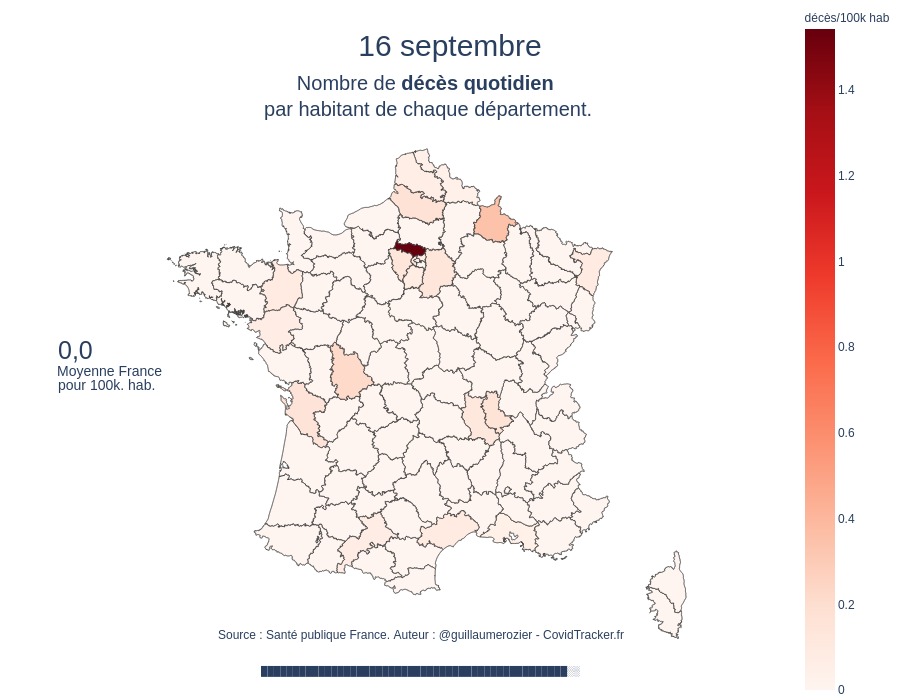 16 septembre
Nombre de décès quotidien
par habitant de chaque département.
décès/100k hab
1.4
1.2
1
0.8
0.6
0.4
0.2
0
0,0
Moyenne France
pour 100k. hab.
Source : Santé publique France. Auteur : @guillaumerozier - CovidTracker.fr